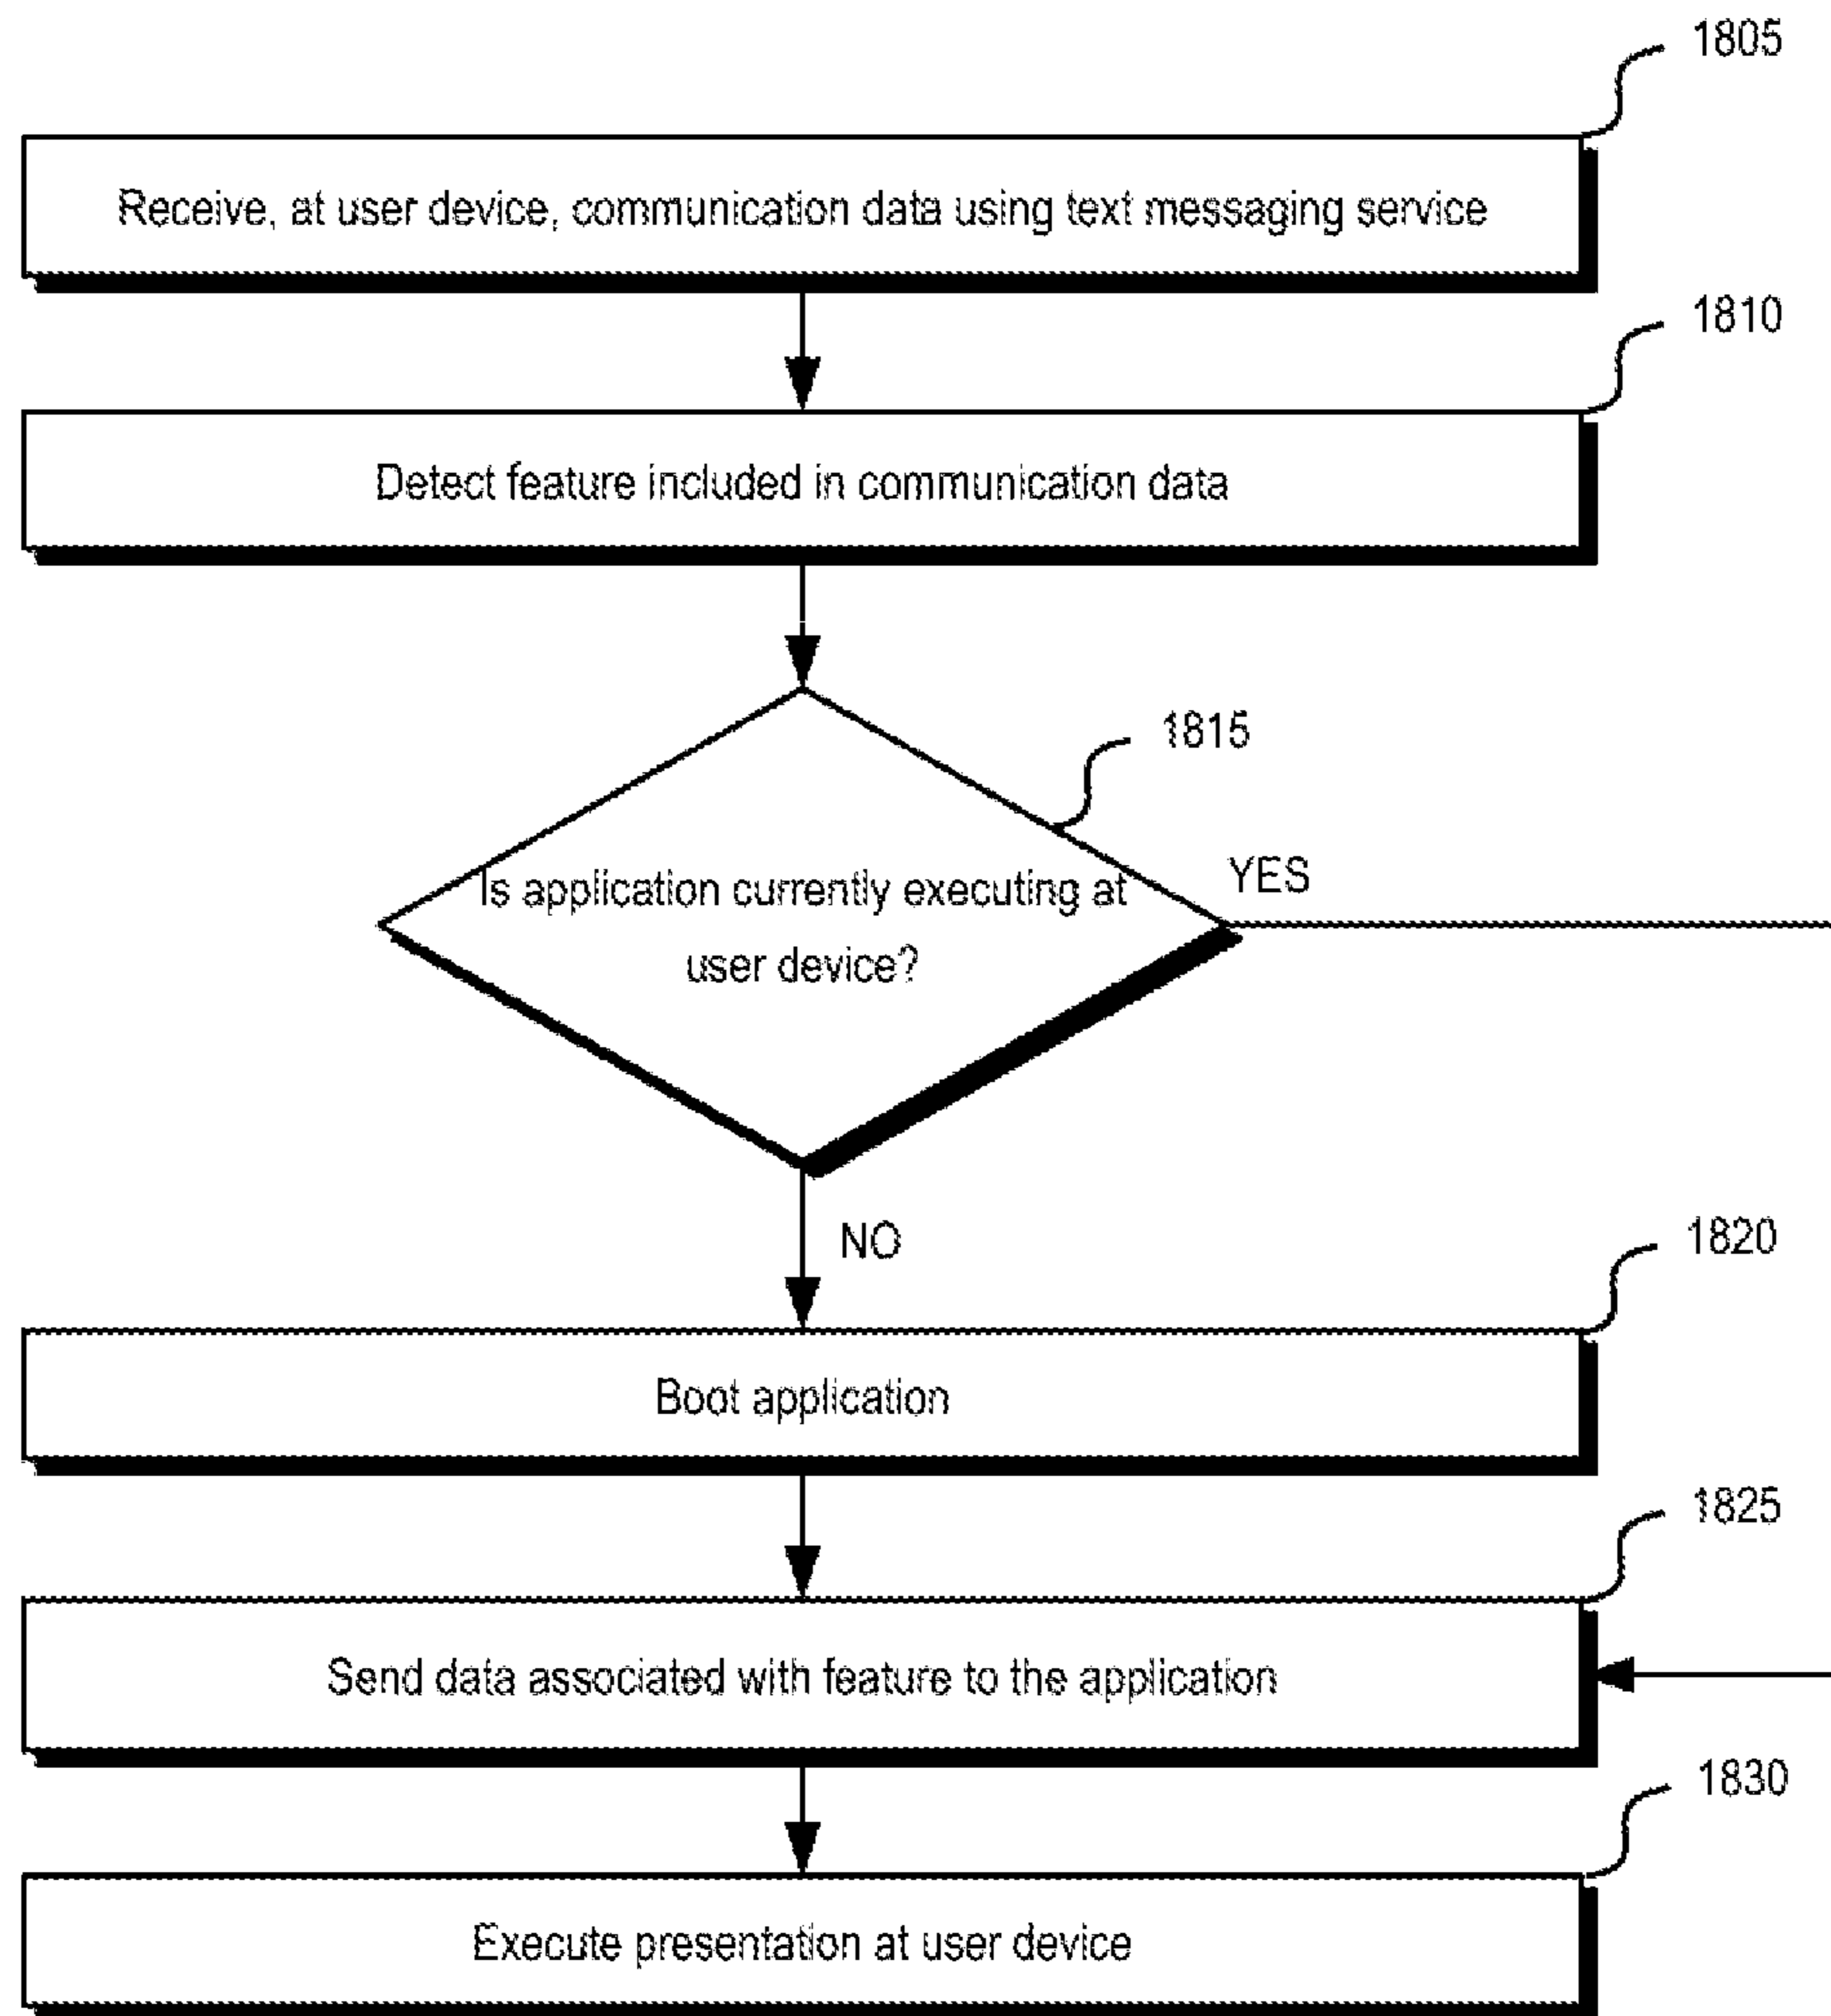 1805
Receive, at user device, communication data using text messaging service
1810
Detect feature included in communication data
1815
Is application currently executing at
user device?
YES
NO
1820
Boot application
1825
Send data associated with feature to the application
1830
Execute presentation at user device